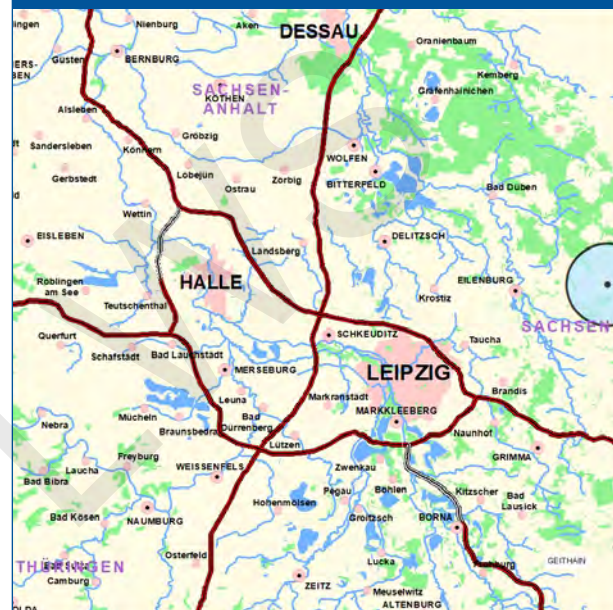 Nienburg
Aken
DESSAU
Oranienbaum
Güsten
BERNBURG
Kemberg
SACHSEN-
ANHALT
KÖTHEN
Gräfenhainichen
Alsleben
Gröbzig
Sandersleben
Könnern
WOLFEN
Lobejün
Zörbig
Gerbstedt
Ostrau
BITTERFELD
Bad Düben
Wettin
EISLEBEN
DELITZSCH
Landsberg
HALLE
EILENBURG
Röblingen
am See
Teutschenthal
Krostiz
SACHSEN
SCHKEUDITZ
Querfurt
Taucha
Schafstädt
Bad Lauchstädt
MERSEBURG
LEIPZIG
Brandis
Leuna
Markranstädt
Mücheln
Bad
Dürrenberg
MARKKLEEBERG
Nebra
Braunsbedra
Naunhof
Lützen
GRIMMA
Laucha
Freyburg
Zwenkau
Bad Bibra
WEISSENFELS
Böhlen
Pegau
Kitzscher
Bad
Lausick
Hohenmölsen
Groitzsch
Bad Kösen
NAUMBURG
BORNA
Osterfeld
Lucka
GEITHAIN
THÜRINGEN
Frohburg
Camburg
ZEITZ
Meuselwitz
ALTENBURG